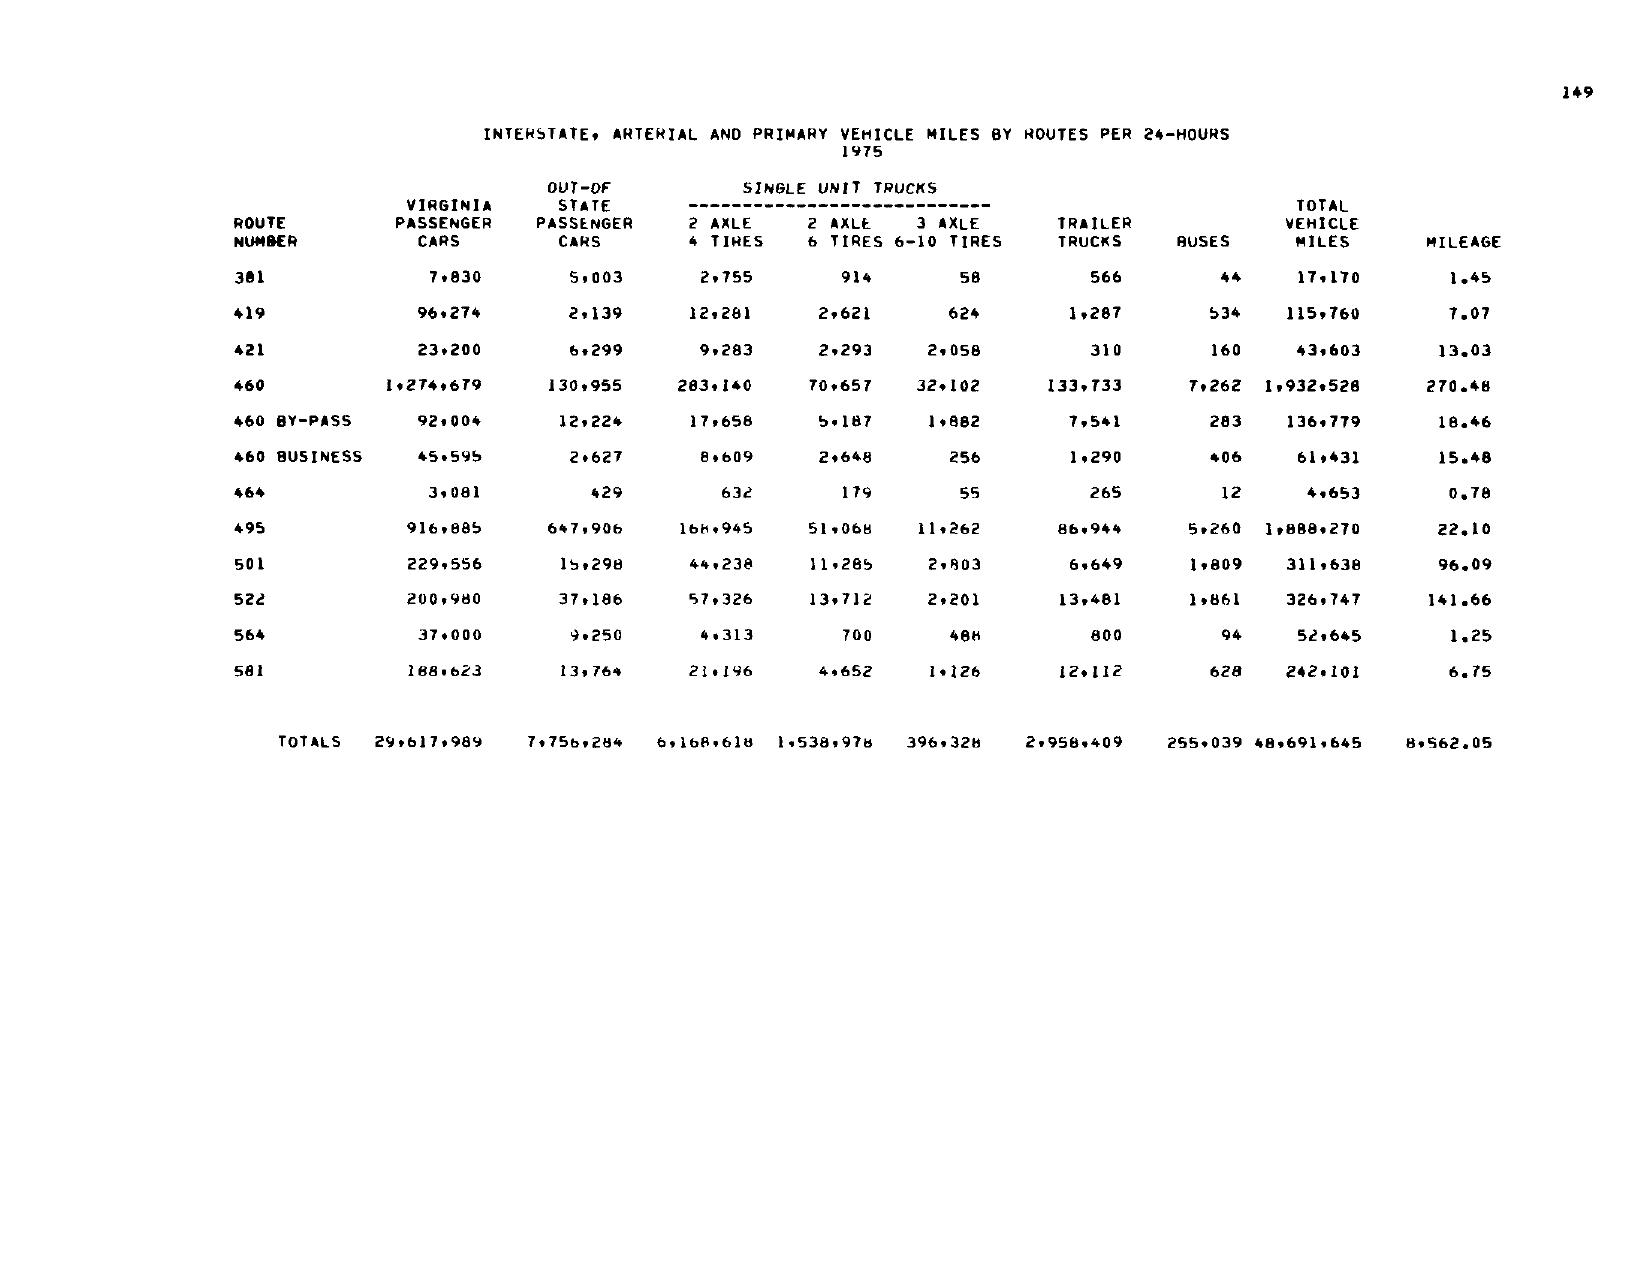 149
INTERSTATE, ARTERIAL AND PRIMARY VEHICLE MILES BY ROUTES PER 24-HOURS
1975
OUT-OF SINGLE UNIT TRUCKS
VIRGINIA STATE ---------------------------- TOTAL
ROUTE PASSENGER PASSENGER 2 AXLE 2 AXLE 3 AXLE TRAILER VEHICLE
NUMBER CARS CARS 4 TIRES 6 TIRES 6-10 TIRES TRUCKS BUSES MILES MILEAGE
381 7,830 5,003 2,755 914 58 566 44 17,170 1.45
419 96,274 2,139 12,281 2,621 624 1,287 534 115,760 7.07
421 23,200 6,299 9,283 2,293 2,058 310 160 43,603 13.03
460 1,274,679 130,955 283,140 70,657 32,102 133,733 7,262 1,932,528 270.48
460 BY-PASS 92,004 12,224 17,658 5,187 1,882 7,541 283 136,779 18.46
460 BUSINESS 45,595 2,627 8,609 2,648 256 1,290 406 61,431 15.48
464 3,081 429 632 179 55 265 12 4,653 0.78
495 916,885 647,906 168,945 51,068 11,262 86,944 5,260 1,888,270 22.10
501 229,556 15,298 44,238 11,285 2,803 6,649 1,809 311,638 96.09
522 200,980 37,186 57,326 13,712 2,201 13,481 1,861 326,747 141.66
564 37,000 9,250 4,313 700 488 800 94 52,645 1.25
581 188,623 13,764 21,196 4,652 1,126 12,112 628 242,101 6.75
TOTALS 29,617,989 7,756,284 6,168,618 1,538,978 396,328 2,958,409 255,039 48,691,645 8,562.05